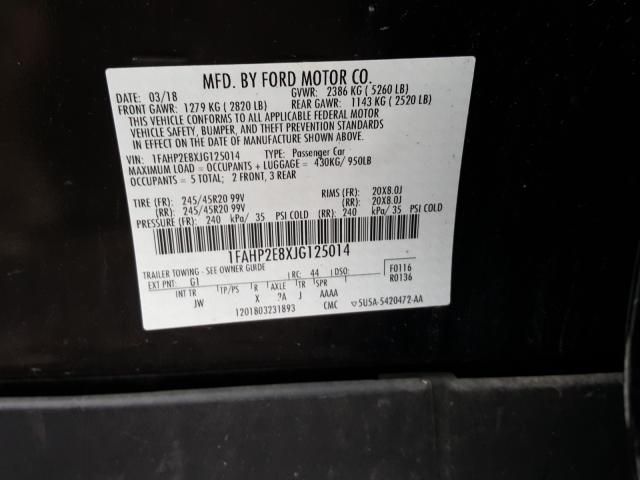 MFD. BY FORD MOTOR CO.
DATE: 03/18 GVWR: 2386 KG ( 5260 LB)
FRONT GAWR: 1279 KG ( 2820 LB) REAR GAWR: 1143 KG ( 2520 LB)
THIS VEHICLE CONFORMS TO ALL APPLICABLE FEDERAL MOTOR
VEHICLE SAFETY, BUMPER, AND THEFT PREVENTION STANDARDS
IN EFFECT ON THE DATE OF MANUFACTURE SHOWN ABOVE.
VIN: 1FAHP2E8XJG125014 TYPE: Passenger Car
MAXIMUM LOAD = OCCUPANTS + LUGGAGE = 430KG/ 950LB
OCCUPANTS = 5 TOTAL; 2 FRONT, 3 REAR
TIRE (FR): 245/45R20 99V RIMS (FR): 20X8.0J
(RR): 245/45R20 99V (RR): 20X8.0J
PRESSURE (FR): 240 kPa/ 35 PSI COLD (RR): 240 kPa/ 35 PSI COLD
1FAHP2E8XJG125014
TRAILER TOWING - SEE OWNER GUIDE
EXT PNT: G1 RC: 44 DSO: F0116
INT TR TP/PS R AXLE TR SPR R0136
JW X J AAAA
1201803231893 CMC 5U5A-5420472-AA